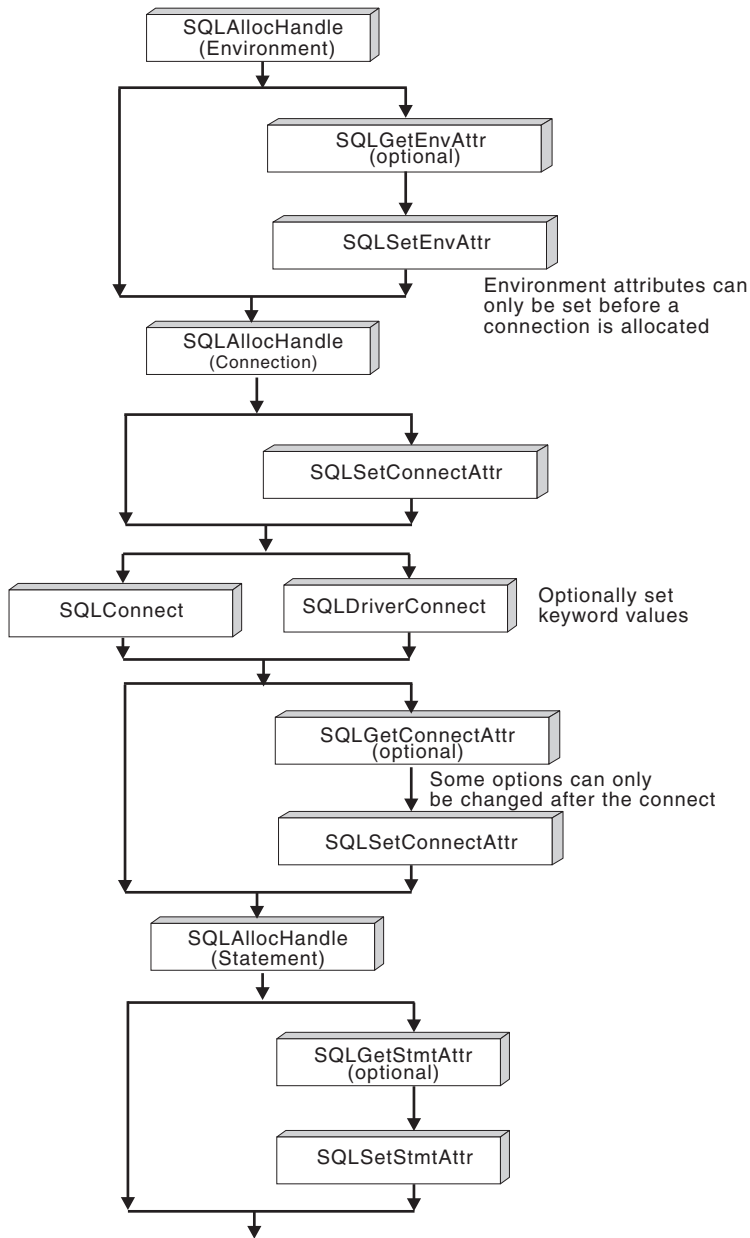 SQLAllocHandle
(Environment)
SQLGetEnvAttr
(optional)
SQLSetEnvAttr
Environment attributes can
only be set before a
connection is allocated
SQLAllocHandle
(Connection)
SQLSetConnectAttr
SQLConnect
SQLDriverConnect
Optionally set
keyword values
SQLGetConnectAttr
(optional)
Some options can only
be changed after the connect
SQLSetConnectAttr
SQLAllocHandle
(Statement)
SQLGetStmtAttr
(optional)
SQLSetStmtAttr